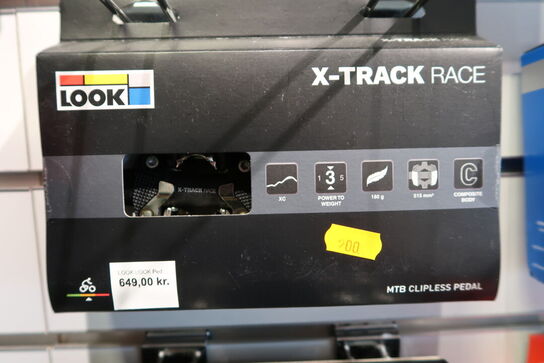 LOOK
X-TRACK RACE
X-TRACK RACE
1 3 5
C
XC
POWER TO
WEIGHT
180 g
515 mm²
COMPOSITE
BODY
200
LOOK LOOK Ped
649,00 kr.
MTB CLIPLESS PEDAL